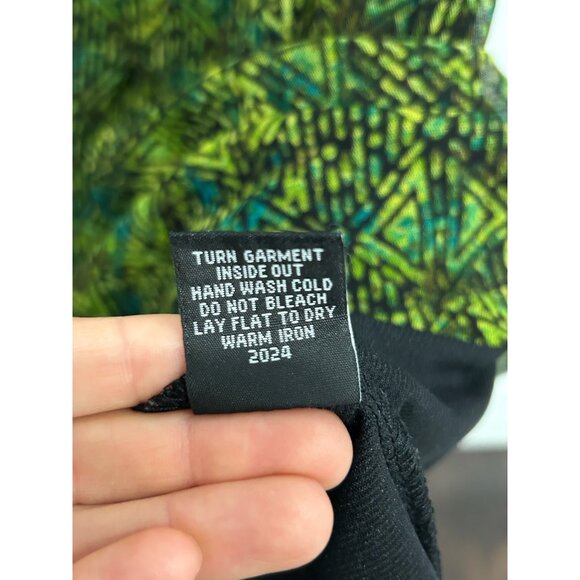 TURN GARMENT
INSIDE OUT
HAND WASH COLD
DO NOT BLEACH
LAY FLAT TO DRY
WARM IRON
2024